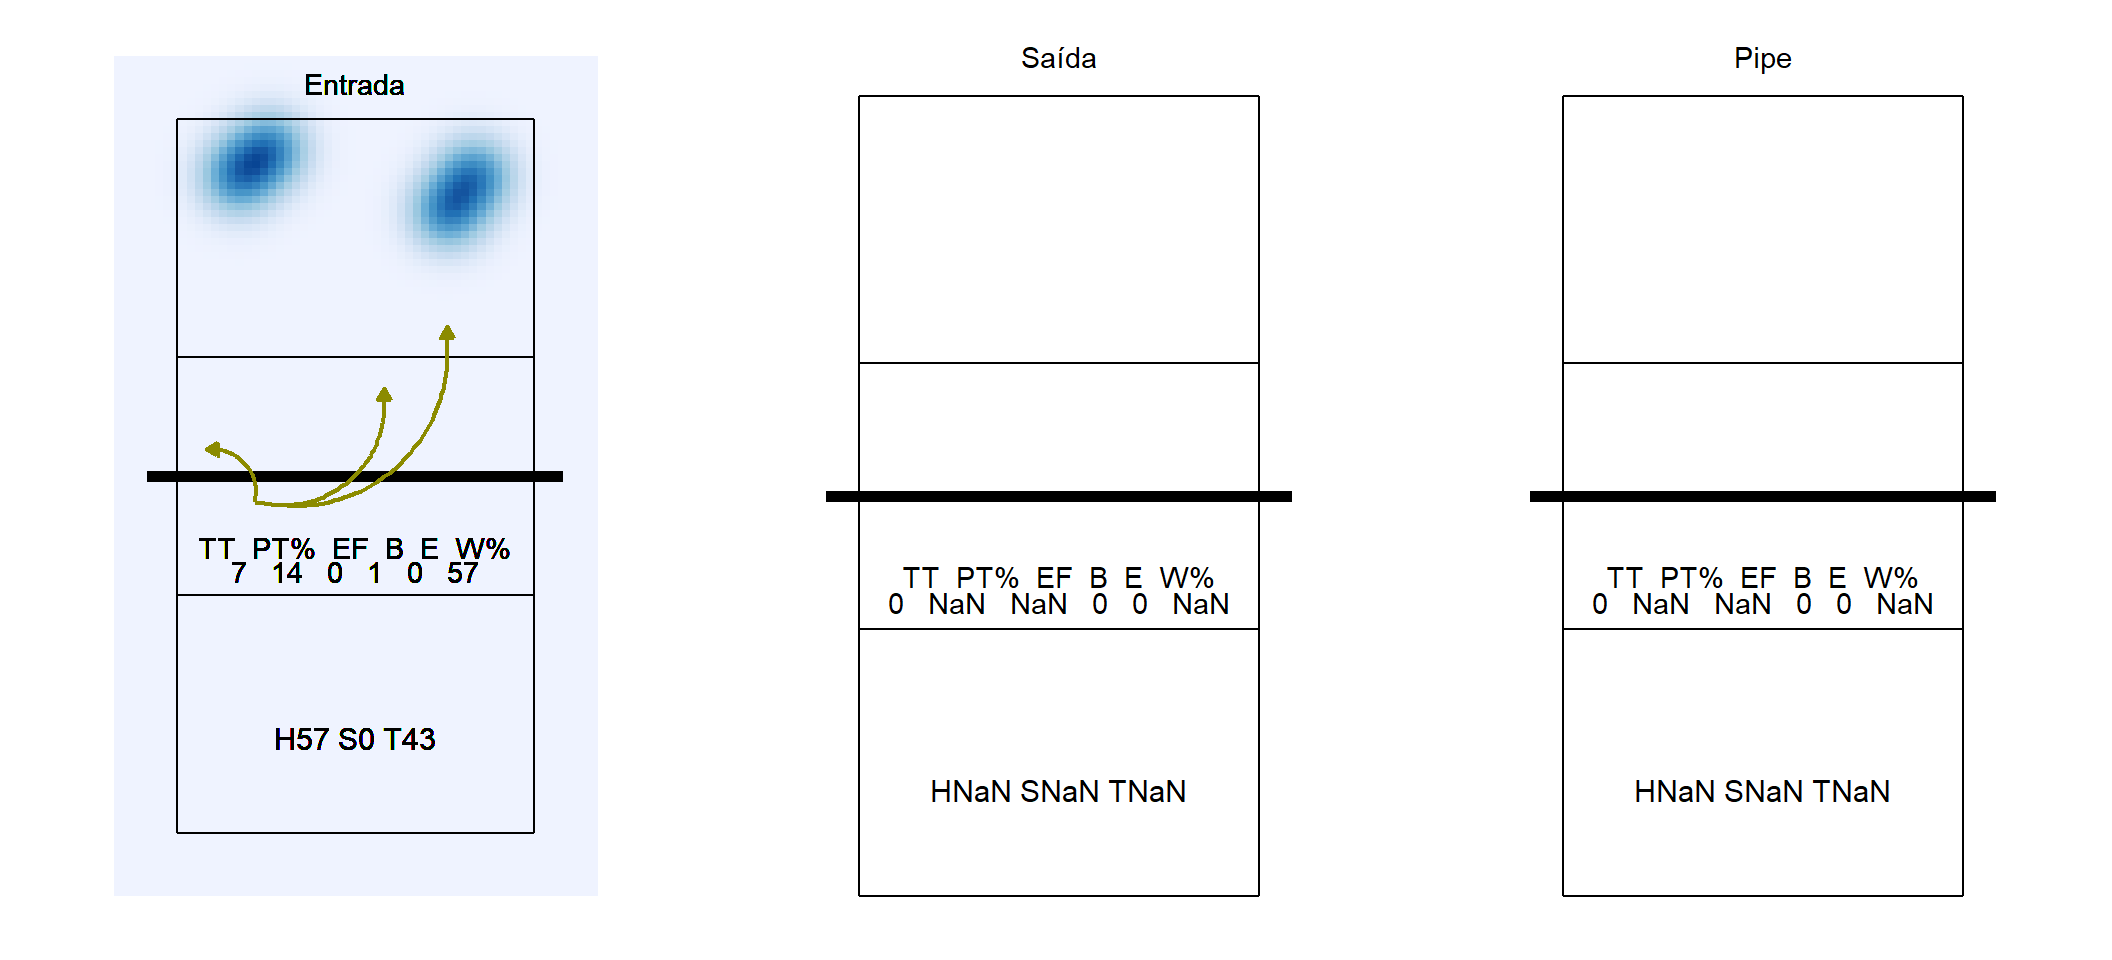 Entrada
TT PT% EF B E W%
7 14 0 1 0 57
H57 S0 T43
Saída
TT PT% EF B E W%
0 NaN NaN 0 0 NaN
HNaN SNaN TNaN
Pipe
TT PT% EF B E W%
0 NaN NaN 0 0 NaN
HNaN SNaN TNaN